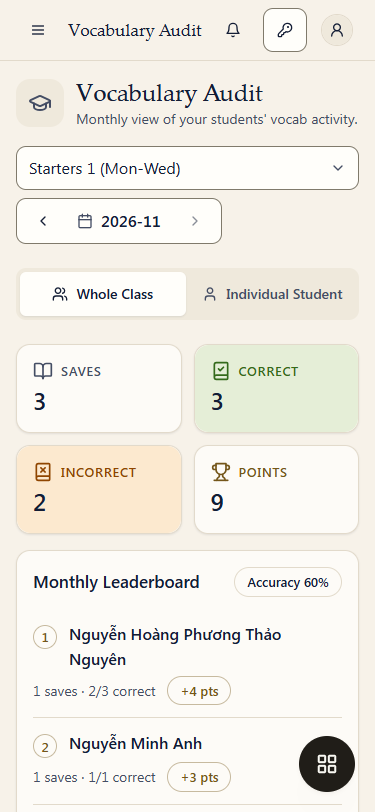 Vocabulary Audit
Vocabulary Audit
Monthly view of your students' vocab activity.
Starters 1 (Mon-Wed)
2026-11
Whole Class
Individual Student
SAVES
3
CORRECT
3
INCORRECT
2
POINTS
9
Monthly Leaderboard
Accuracy 60%
1
Nguyễn Hoàng Phương Thảo
Nguyên
1 saves · 2/3 correct
+4 pts
2
Nguyễn Minh Anh
1 saves · 1/1 correct
+3 pts